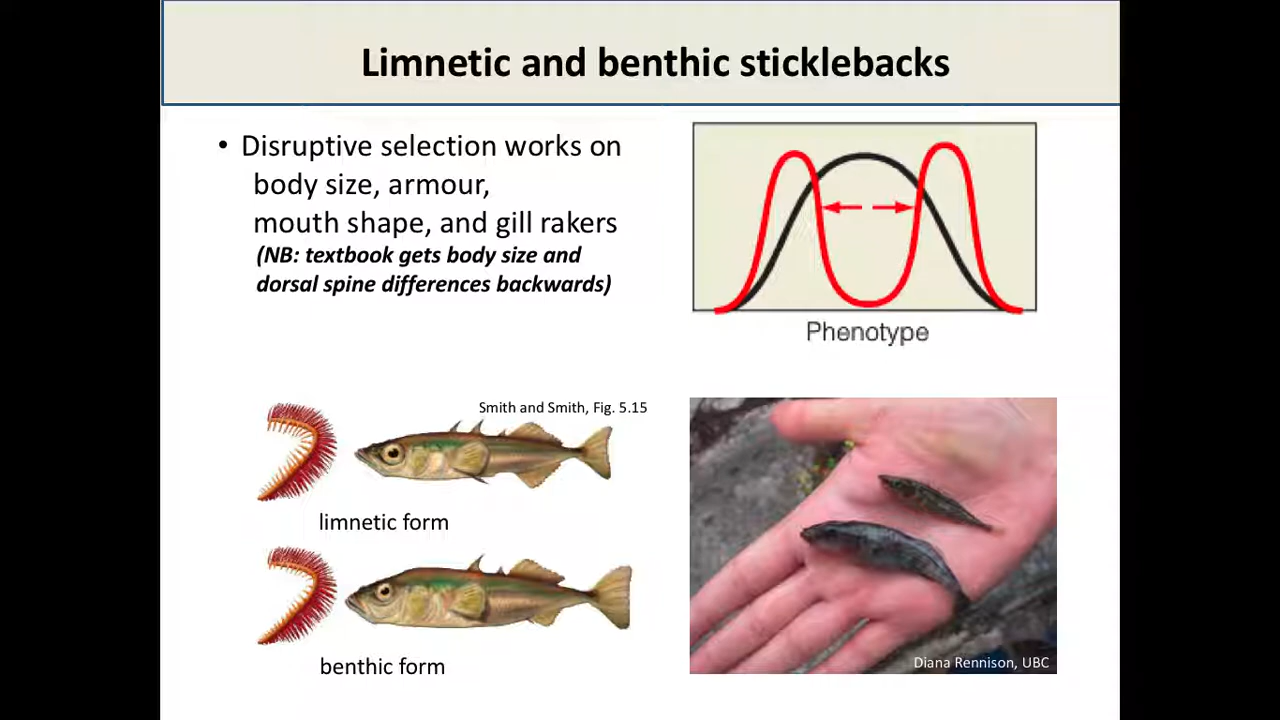 Limnetic and benthic sticklebacks
• Disruptive selection works on
body size, armour,
mouth shape, and gill rakers
(NB: textbook gets body size and
dorsal spine differences backwards)
Phenotype
Smith and Smith, Fig. 5.15
limnetic form
benthic form
Diana Rennison, UBC